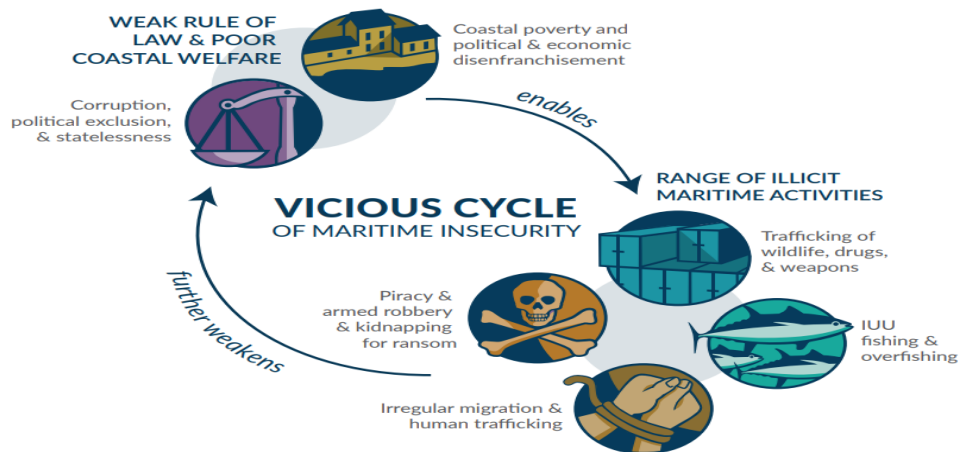 WEAK RULE OF
LAW & POOR
COASTAL WELFARE
Coastal poverty and
political & economic
disenfranchisement
Corruption,
political exclusion,
& statelessness
enables
RANGE OF ILLICIT
MARITIME ACTIVITIES
VICIOUS CYCLE
OF MARITIME INSECURITY
Trafficking of
wildlife, drugs,
& weapons
Piracy &
armed robbery
& kidnapping
for ransom
IUU
fishing &
overfishing
further weakens
Irregular migration &
human trafficking